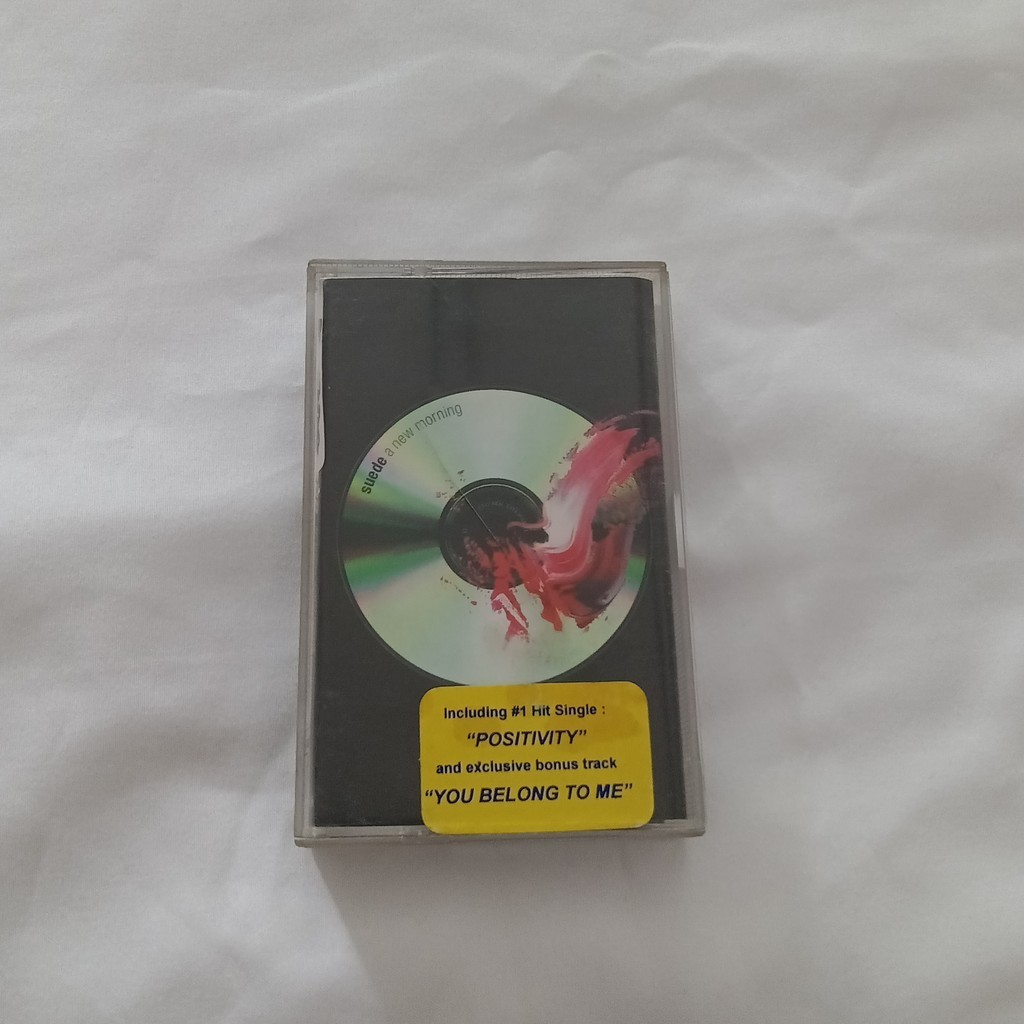 suede a new morning
Including #1 Hit Single :
“POSITIVITY”
and exclusive bonus track
“YOU BELONG TO ME”